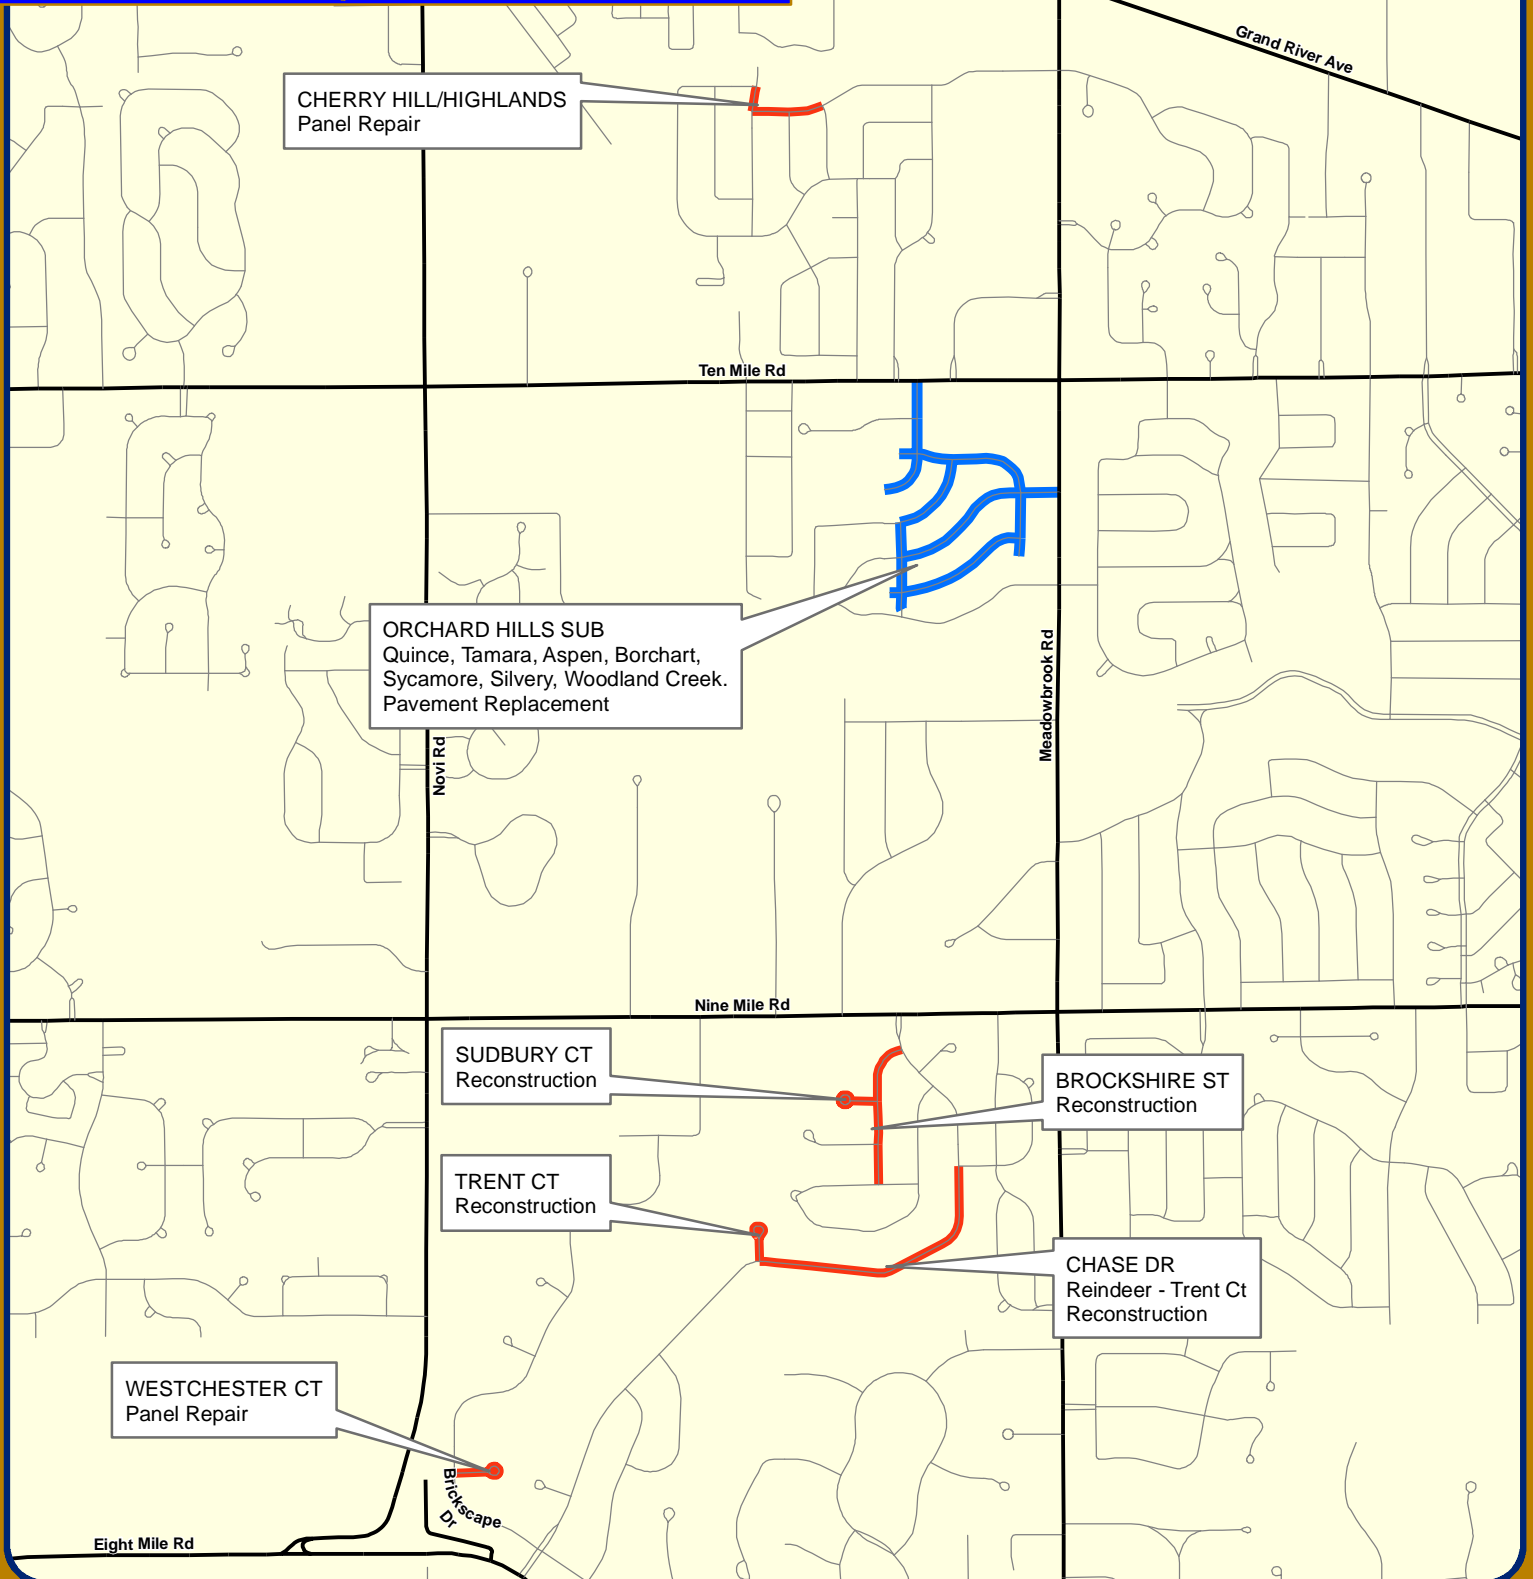 Grand River Ave
CHERRY HILL/HIGHLANDS
Panel Repair
Ten Mile Rd
ORCHARD HILLS SUB
Quince, Tamara, Aspen, Borchart,
Sycamore, Silvery, Woodland Creek.
Pavement Replacement
Meadowbrook Rd
Novi Rd
Nine Mile Rd
SUDBURY CT
Reconstruction
BROCKSHIRE ST
Reconstruction
TRENT CT
Reconstruction
CHASE DR
Reindeer - Trent Ct
Reconstruction
WESTCHESTER CT
Panel Repair
Brickscape
Dr
Eight Mile Rd